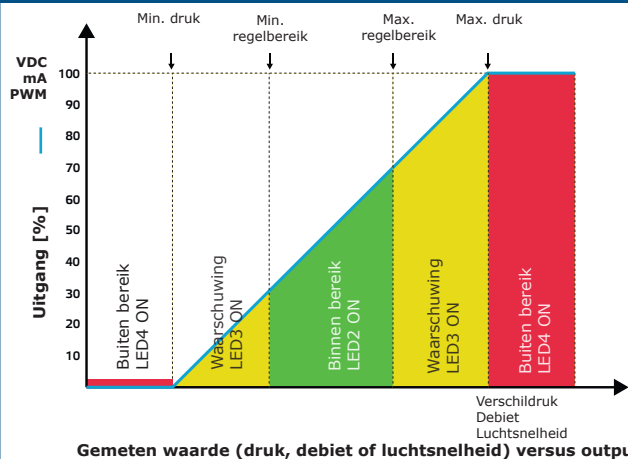 Min. druk
Min.
regelbereik
Max.
regelbereik
Max. druk
VDC
mA
PWM
Uitgang [%]
100
90
80
70
60
50
40
30
20
10
Buiten bereik
LED4 ON
Waarschuwing
LED3 ON
Binnen bereik
LED2 ON
Waarschuwing
LED3 ON
Buiten bereik
LED4 ON
Verschildruk
Debiet
Luchtsnelheid
Gemeten waarde (druk, debiet of luchtsnelheid) versus outpu